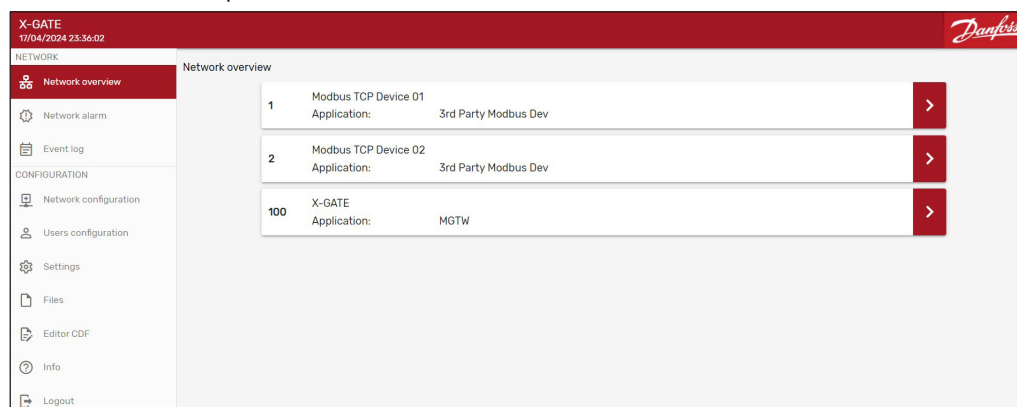 X-GATE
17/04/2024 23:36:02
Danfoss
NETWORK
Network overview
Network alarm
Event log
CONFIGURATION
Network configuration
Users configuration
Settings
Files
Editor CDF
Info
Logout
Network overview
1
Modbus TCP Device 01
Application: 3rd Party Modbus Dev
2
Modbus TCP Device 02
Application: 3rd Party Modbus Dev
100
X-GATE
Application: MGTW